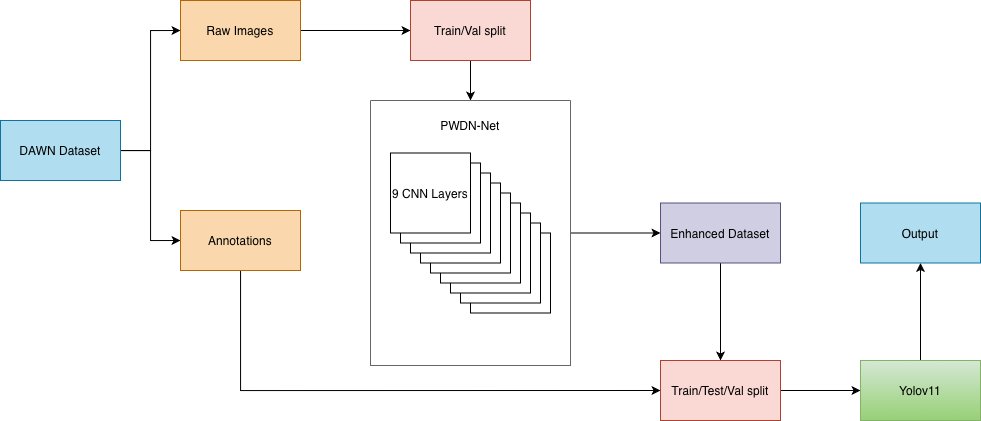 Raw Images
Train/Val split
DAWN Dataset
PWDN-Net
9 CNN Layers
Annotations
Enhanced Dataset
Output
Train/Test/Val split
Yolov11